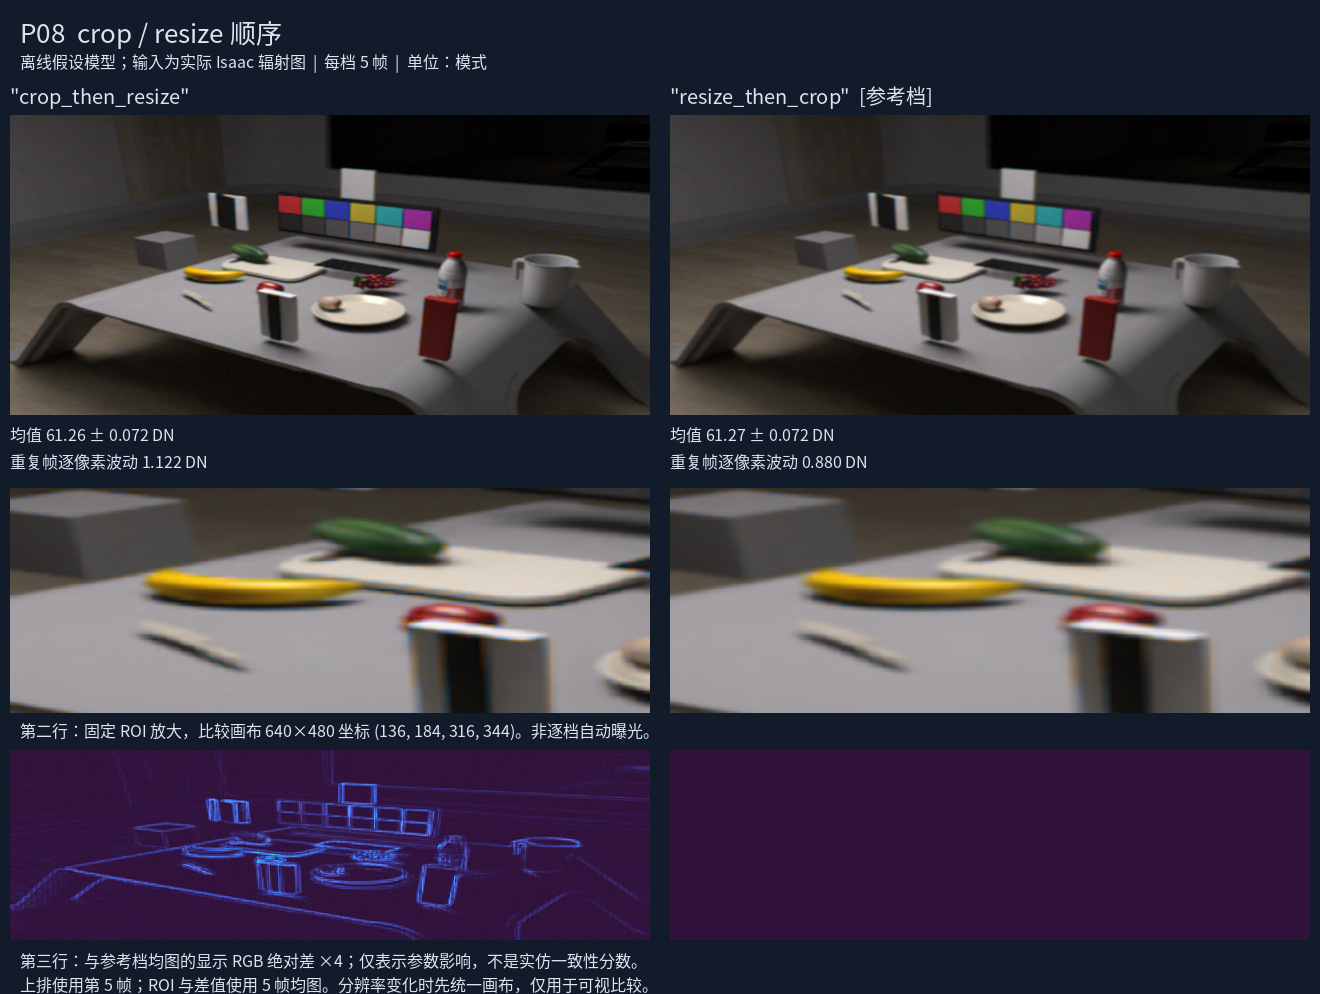 P08 crop / resize 顺序
离线假设模型；输入为实际 Isaac 辐射图 | 每档 5 帧 | 单位：模式
"crop_then_resize"
"resize_then_crop" [参考档]
均值 61.26 ± 0.072 DN
重复帧逐像素波动 1.122 DN
均值 61.27 ± 0.072 DN
重复帧逐像素波动 0.880 DN
第二行：固定 ROI 放大，比较画布 640×480 坐标 (136, 184, 316, 344)。非逐档自动曝光。
第三行：与参考档均图的显示 RGB 绝对差 ×4；仅表示参数影响，不是实仿一致性分数。
上排使用第 5 帧；ROI 与差值使用 5 帧均图。分辨率变化时先统一画布，仅用于可视比较。